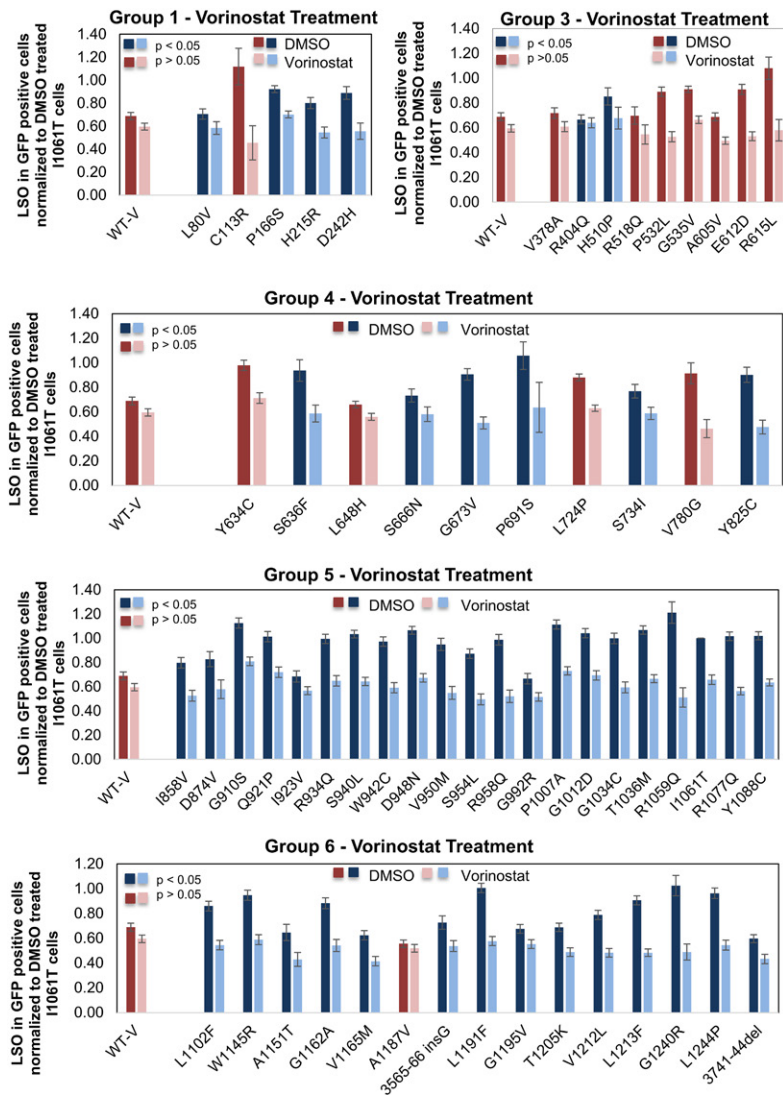 Group 1 - Vorinostat Treatment
LSO in GFP positive cells
normalized to DMSO treated
I1061T cells
1.40
1.20
1.00
0.80
0.60
0.40
0.20
0.00
p < 0.05
p > 0.05
DMSO
Vorinostat
WT-V
L80V
C113R
P166S
H215R
D242H
Group 3 - Vorinostat Treatment
LSO in GFP positive cells
normalized to DMSO treated
I1061T cells
1.40
1.20
1.00
0.80
0.60
0.40
0.20
0.00
p < 0.05
p >0.05
DMSO
Vorinostat
WT-V
V378A
R404Q
H510P
R518Q
P532L
G535V
A605V
E612D
R615L
Group 4 - Vorinostat Treatment
LSO in GFP positive cells
normalized to DMSO treated
I1061T cells
1.40
1.20
1.00
0.80
0.60
0.40
0.20
0.00
p < 0.05
p > 0.05
DMSO
Vorinostat
WT-V
Y634C
S636F
L648H
S666N
G673V
P691S
L724P
S734I
V780G
Y825C
Group 5 - Vorinostat Treatment
LSO in GFP positive cells
normalized to DMSO treated
I1061T cells
1.40
1.20
1.00
0.80
0.60
0.40
0.20
0.00
p < 0.05
p > 0.05
DMSO
Vorinostat
WT-V
I858V
D874V
G910S
Q921P
I923V
R934Q
S940L
W942C
D948N
V950M
S954L
R958Q
G992R
P1007A
G1012D
G1034C
T1036M
R1059Q
I1061T
R1077Q
Y1088C
Group 6 - Vorinostat Treatment
LSO in GFP positive cells
normalized to DMSO treated
I1061T cells
1.20
1.00
0.80
0.60
0.40
0.20
0.00
p < 0.05
p > 0.05
DMSO
Vorinostat
WT-V
L1102F
W1145R
A1151T
G1162A
V1165M
A1187V
3565-66 insG
L1191F
G1195V
T1205K
V1212L
L1213F
G1240R
L1244P
3741-44del